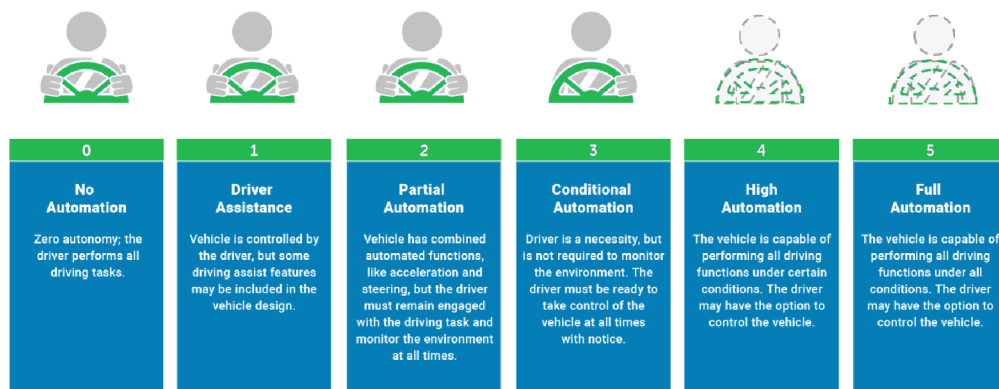 0
No
Automation
Zero autonomy; the
driver performs all
driving tasks.
1
Driver
Assistance
Vehicle is controlled by
the driver, but some
driving assist features
may be included in the
vehicle design.
2
Partial
Automation
Vehicle has combined
automated functions,
like acceleration and
steering, but the driver
must remain engaged
with the driving task and
monitor the environment
at all times.
3
Conditional
Automation
Driver is a necessity, but
is not required to monitor
the environment. The
driver must be ready to
take control of the
vehicle at all times
with notice.
4
High
Automation
The vehicle is capable of
performing all driving
functions under certain
conditions. The driver
may have the option to
control the vehicle.
5
Full
Automation
The vehicle is capable of
performing all driving
functions under all
conditions. The driver
may have the option to
control the vehicle.